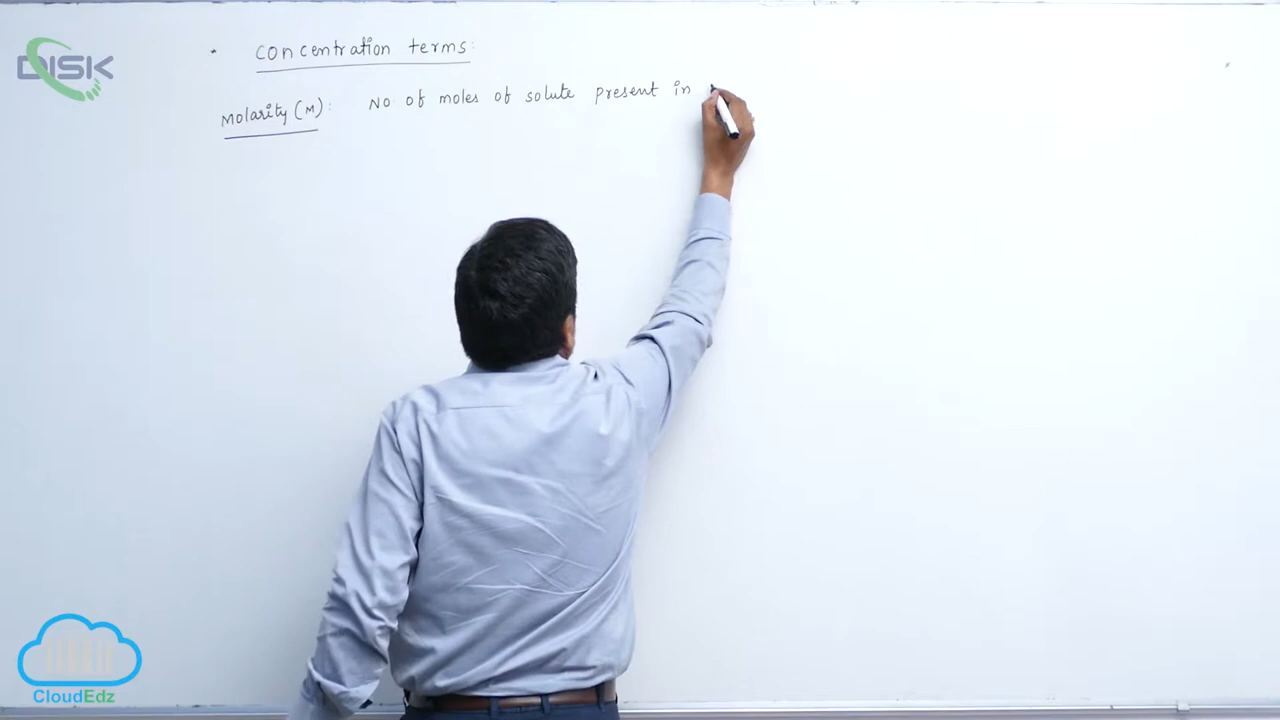 DISK
• Concentration terms:
Molarity (M): No. of moles of solute present in
CloudEdz